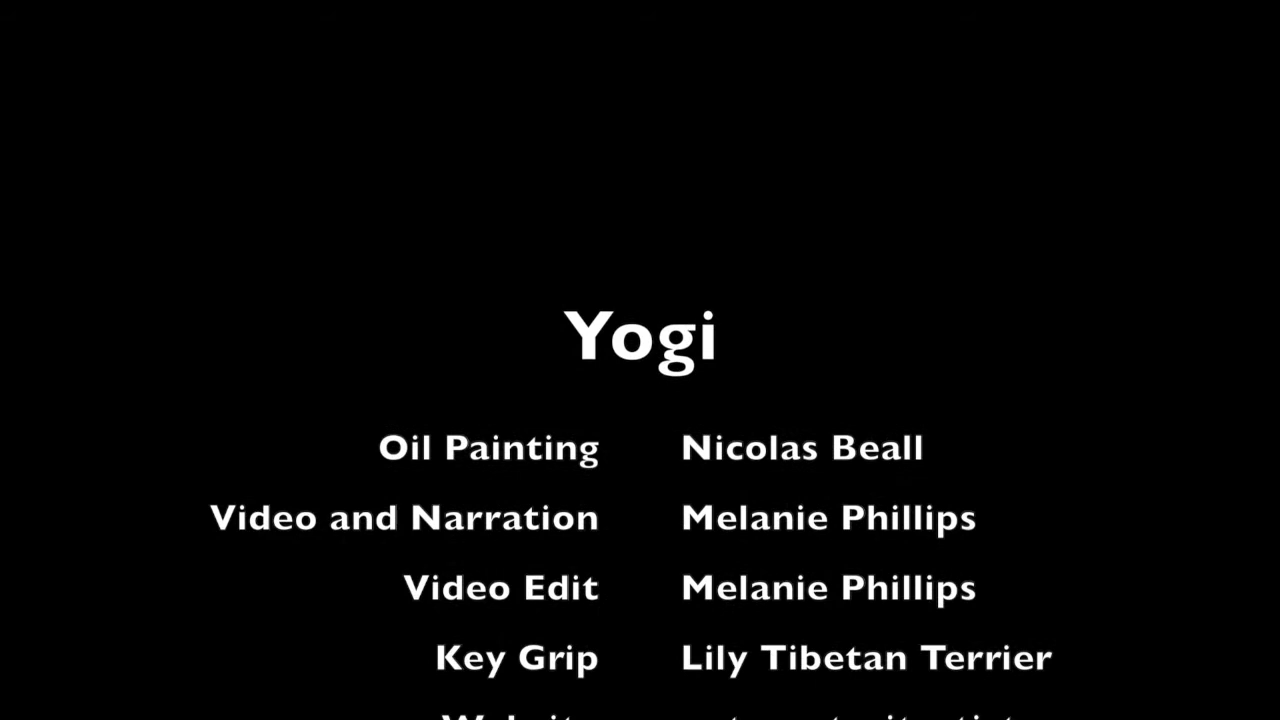 Yogi
Oil Painting Nicolas Beall
Video and Narration Melanie Phillips
Video Edit Melanie Phillips
Key Grip Lily Tibetan Terrier